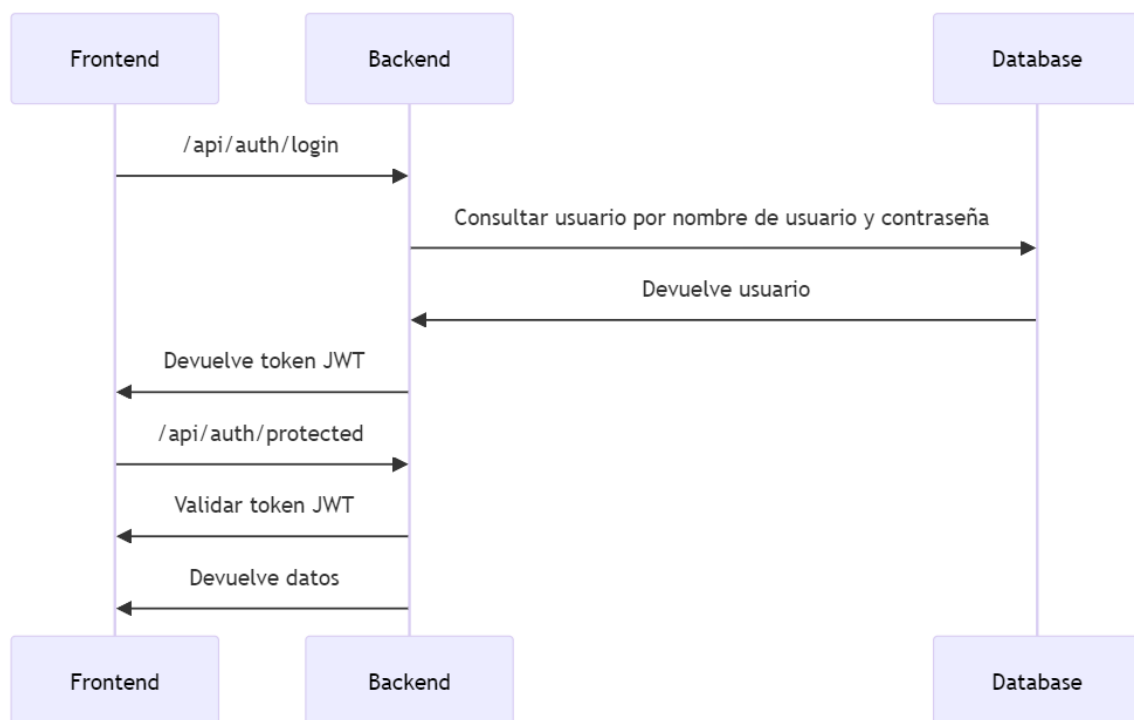 Frontend
Backend
Database
/api/auth/login
Consultar usuario por nombre de usuario y contraseña
Devuelve usuario
Devuelve token JWT
/api/auth/protected
Validar token JWT
Devuelve datos
Frontend
Backend
Database